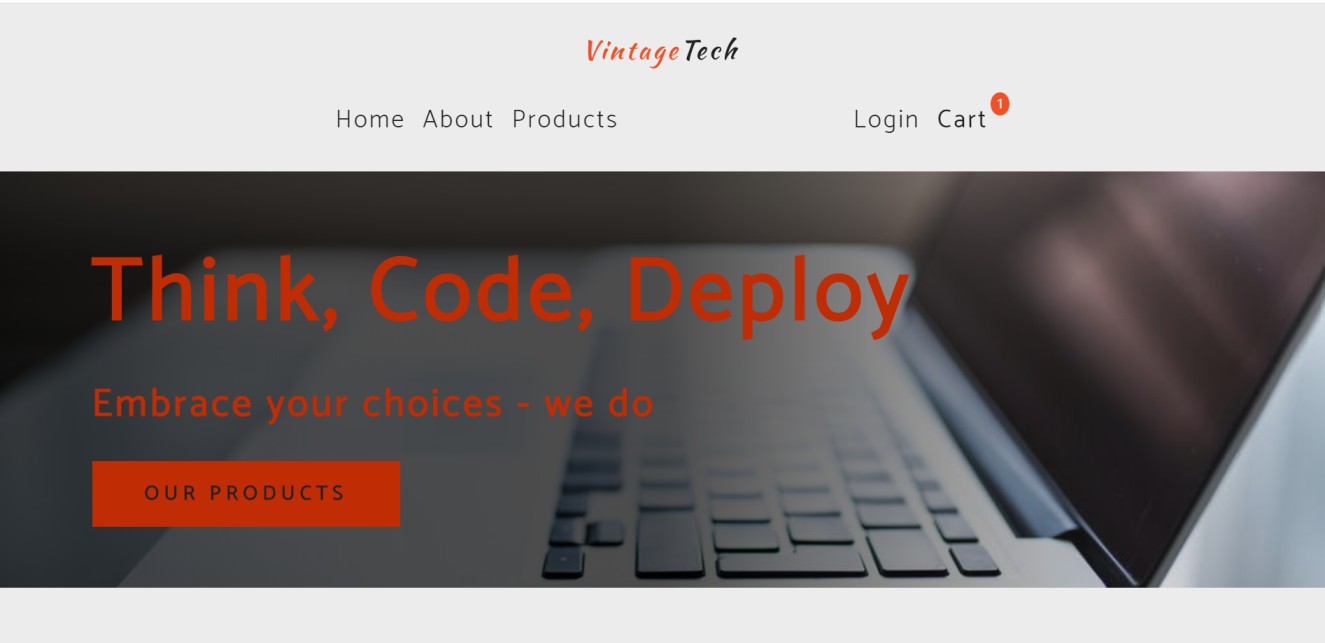 VintageTech
Home About Products Login Cart 1
Think, Code, Deploy
Embrace your choices - we do
OUR PRODUCTS